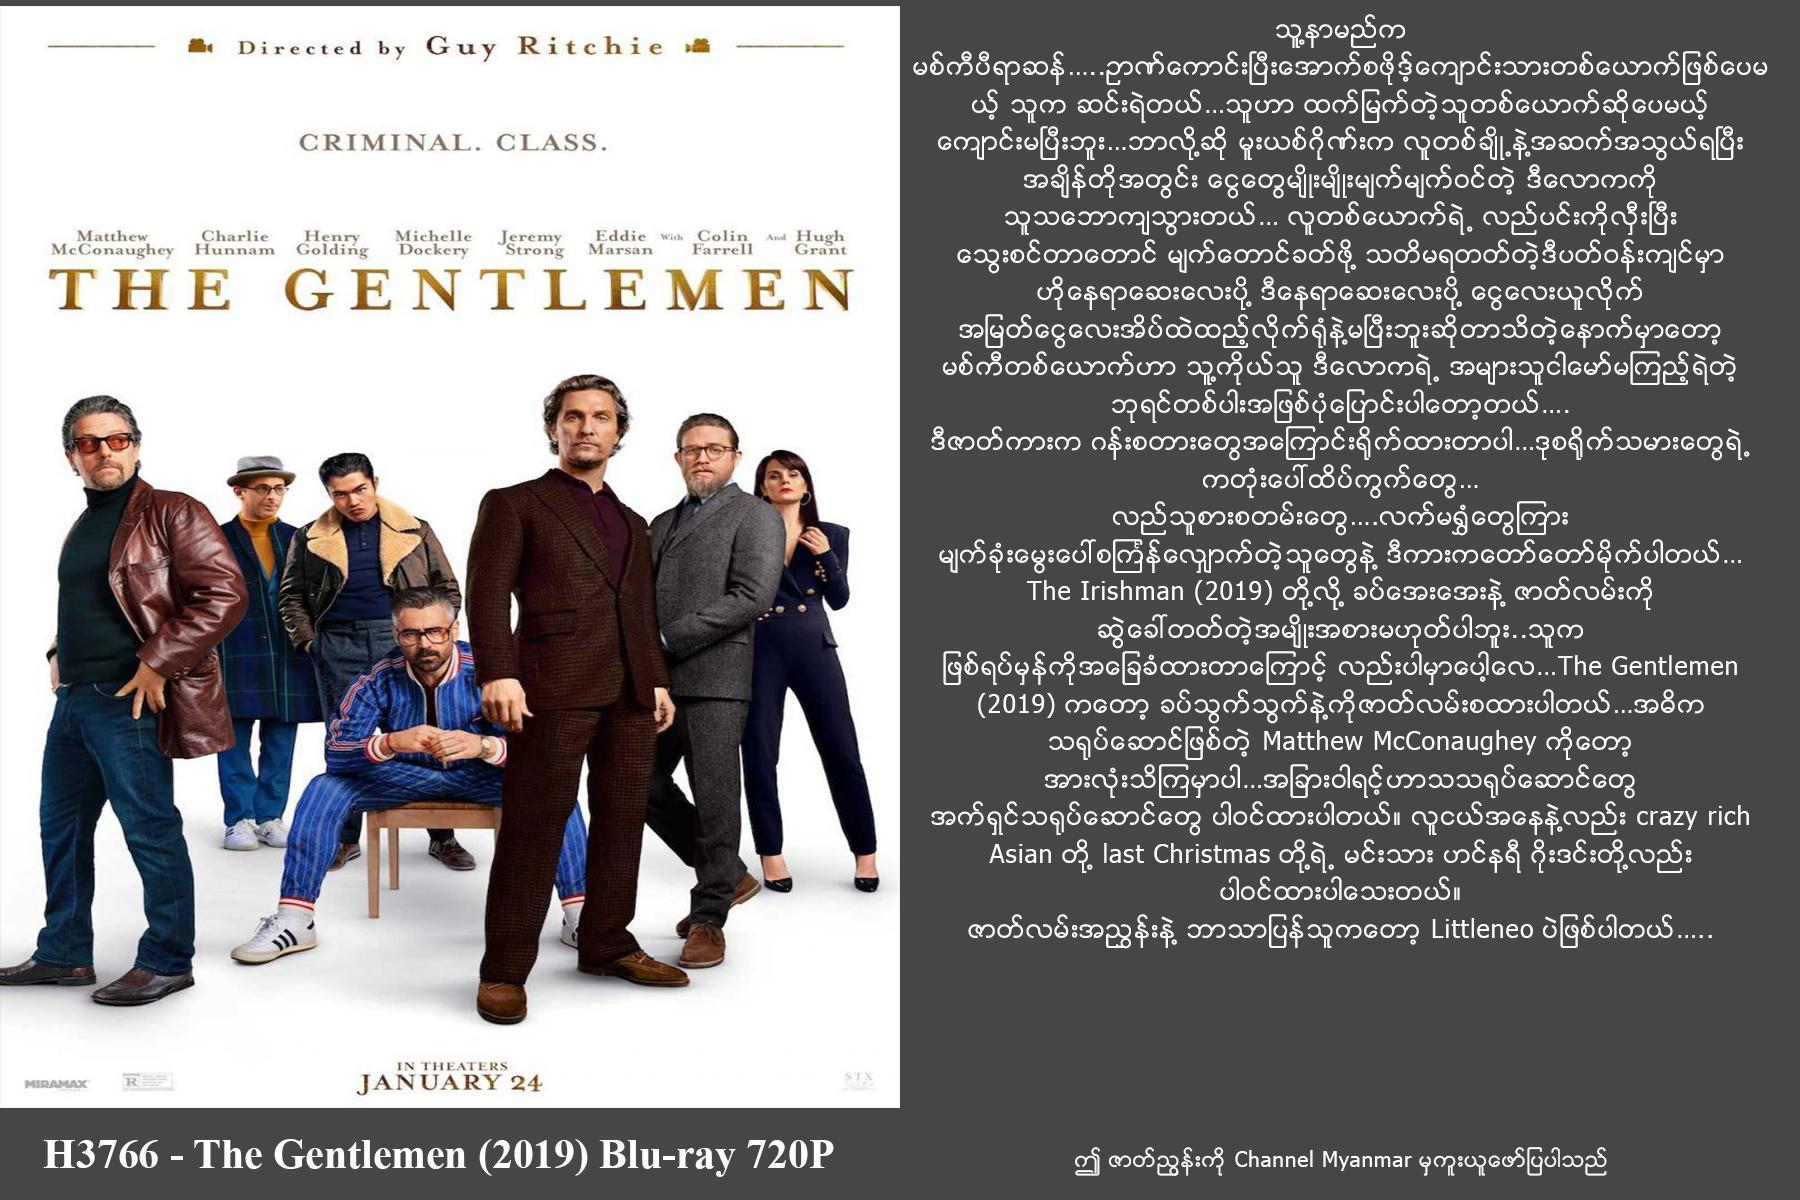 Directed by Guy Ritchie
CRIMINAL. CLASS.
Matthew McConaughey Charlie Hunnam Henry Golding Michelle Dockery Jeremy Strong Eddie Marsan With Colin Farrell And Hugh Grant
THE GENTLEMEN
IN THEATERS
JANUARY 24
MIRAMAX
R
STX
H3766 - The Gentlemen (2019) Blu-ray 720P
သူ့နာမည်က
မစ်ကီပီရာဆန်.....ဉာဏ်ကောင်းပြီးအောက်စဖိုဒ့်ကျောင်းသားတစ်ယောက်ဖြစ်ပေမ
ယ့် သူက ဆင်းရဲတယ်...သူဟာ ထက်မြက်တဲ့သူတစ်ယောက်ဆိုပေမယ့်
ကျောင်းမပြီးဘူး...ဘာလို့ဆို မူးယစ်ဂိုဏ်းက လူတစ်ချို့နဲ့အဆက်အသွယ်ရပြီး
အချိန်တိုအတွင်း ငွေတွေမျိုးမျိုးမျက်မျက်ဝင်တဲ့ ဒီလောကကို
သူသဘောကျသွားတယ်... လူတစ်ယောက်ရဲ့ လည်ပင်းကိုလှီးပြီး
သွေးစင်တာတောင် မျက်တောင်ခတ်ဖို့ သတိမရတတ်တဲ့ဒီပတ်ဝန်းကျင်မှာ
ဟိုနေရာဆေးလေးပို့ ဒီနေရာဆေးလေးပို့ ငွေလေးယူလိုက်
အမြတ်ငွေလေးအိပ်ထဲထည့်လိုက်ရုံနဲ့မပြီးဘူးဆိုတာသိတဲ့နောက်မှာတော့
မစ်ကီတစ်ယောက်ဟာ သူ့ကိုယ်သူ ဒီလောကရဲ့ အများသူငါမော်မကြည့်ရဲတဲ့
ဘုရင်တစ်ပါးအဖြစ်ပုံပြောင်းပါတော့တယ်....
ဒီဇာတ်ကားက ဂန်းစတားတွေအကြောင်းရိုက်ထားတာပါ...ဒုစရိုက်သမားတွေရဲ့
ကတုံးပေါ်ထိပ်ကွက်တွေ...
လည်သူစားစတမ်းတွေ....လက်မရွှံ့တွေကြား
မျက်ခုံးမွေးပေါ်စင်္ကြံန်လျှောက်တဲ့သူတွေနဲ့ ဒီကားကတော်တော်မိုက်ပါတယ်...
The Irishman (2019) တို့လို့ ခပ်အေးအေးနဲ့ ဇာတ်လမ်းကို
ဆွဲခေါ်တတ်တဲ့အမျိုးအစားမဟုတ်ပါဘူး..သူက
ဖြစ်ရပ်မှန်ကိုအခြေခံထားတာကြောင့် လည်းပါမှာပေါ့လေ...The Gentlemen
(2019) ကတော့ ခပ်သွက်သွက်နဲ့ကိုဇာတ်လမ်းစထားပါတယ်...အဓိက
သရုပ်ဆောင်ဖြစ်တဲ့ Matthew McConaughey ကိုတော့
အားလုံးသိကြမှာပါ...အခြားဝါရင့်ဟာသသရုပ်ဆောင်တွေ
အက်ရှင်သရုပ်ဆောင်တွေ ပါဝင်ထားပါတယ်။ လူငယ်အနေနဲ့လည်း crazy rich
Asian တို့ last Christmas တို့ရဲ့ မင်းသား ဟင်နရီ ဂိုးဒင်းတို့လည်း
ပါဝင်ထားပါသေးတယ်။
ဇာတ်လမ်းအညွှန်းနဲ့ ဘာသာပြန်သူကတော့ Littleneo ပဲဖြစ်ပါတယ်.....
ဤ ဇာတ်ညွှန်းကို Channel Myanmar မှကူးယူဖော်ပြပါသည်